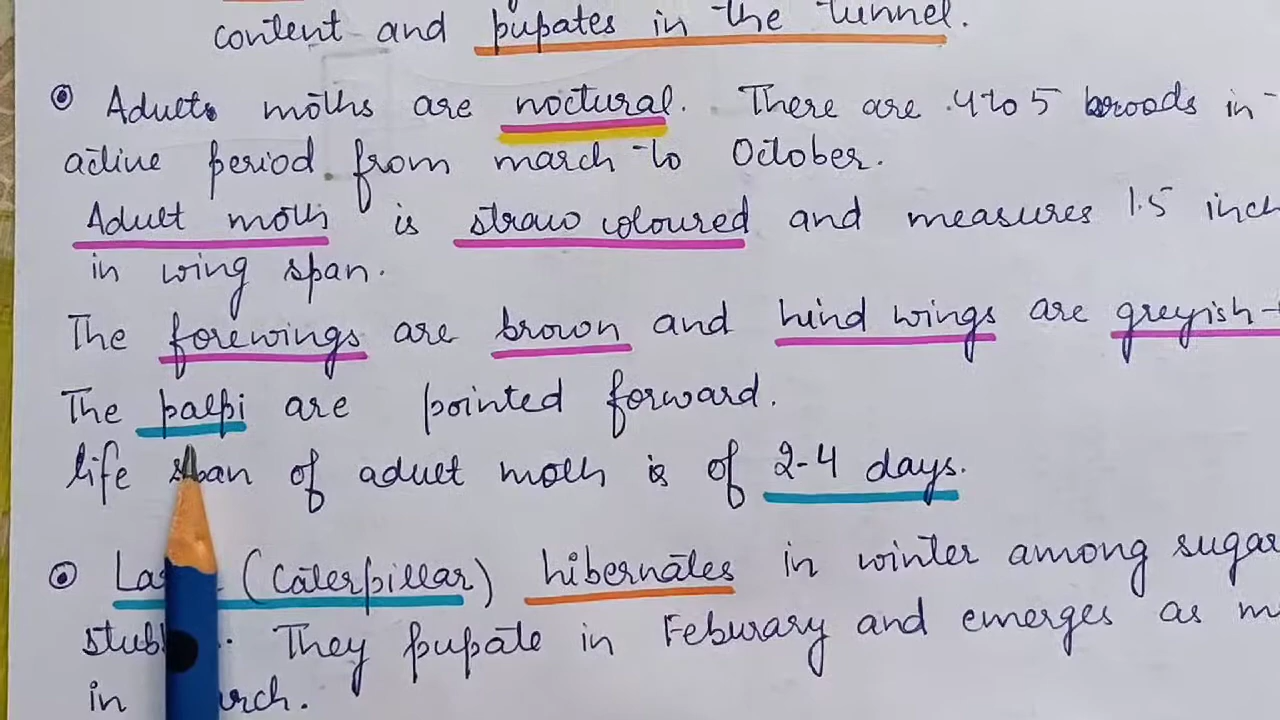 content and pupates in the tunnel.
Adults moths are noctural. There are 4 to 5 broods in
active period from march to October.
Adult moth is straw coloured and measures 1.5 inch
in wing span.
The forewings are brown and hind wings are greyish-
The palpi are pointed forward.
life span of adult moth is of 2-4 days.
(caterpillar) hibernates in winter among sugar
They pupate in Feburary and emerges as m
in